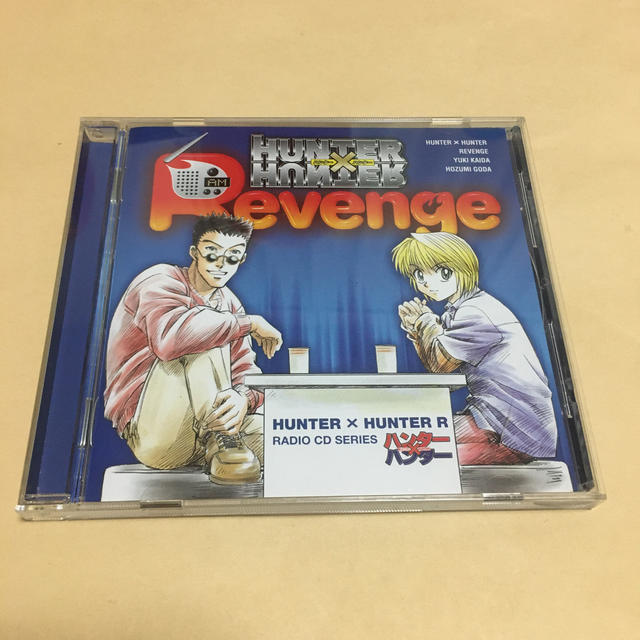 HUNTER
×
HUNTER
AM
Revenge
HUNTER × HUNTER
REVENGE
YUKI KAIDA
HOZUMI GODA
HUNTER × HUNTER R
RADIO CD SERIES
ハンター
×
ハンター